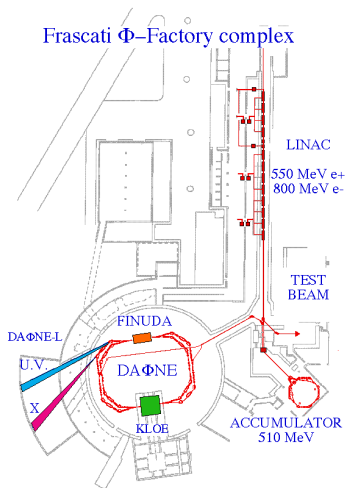 Frascati Φ–Factory complex
LINAC
550 MeV e+
800 MeV e-
TEST
BEAM
FINUDA
DAΦNE-L
U.V.
DAΦNE
X
KLOE
ACCUMULATOR
510 MeV